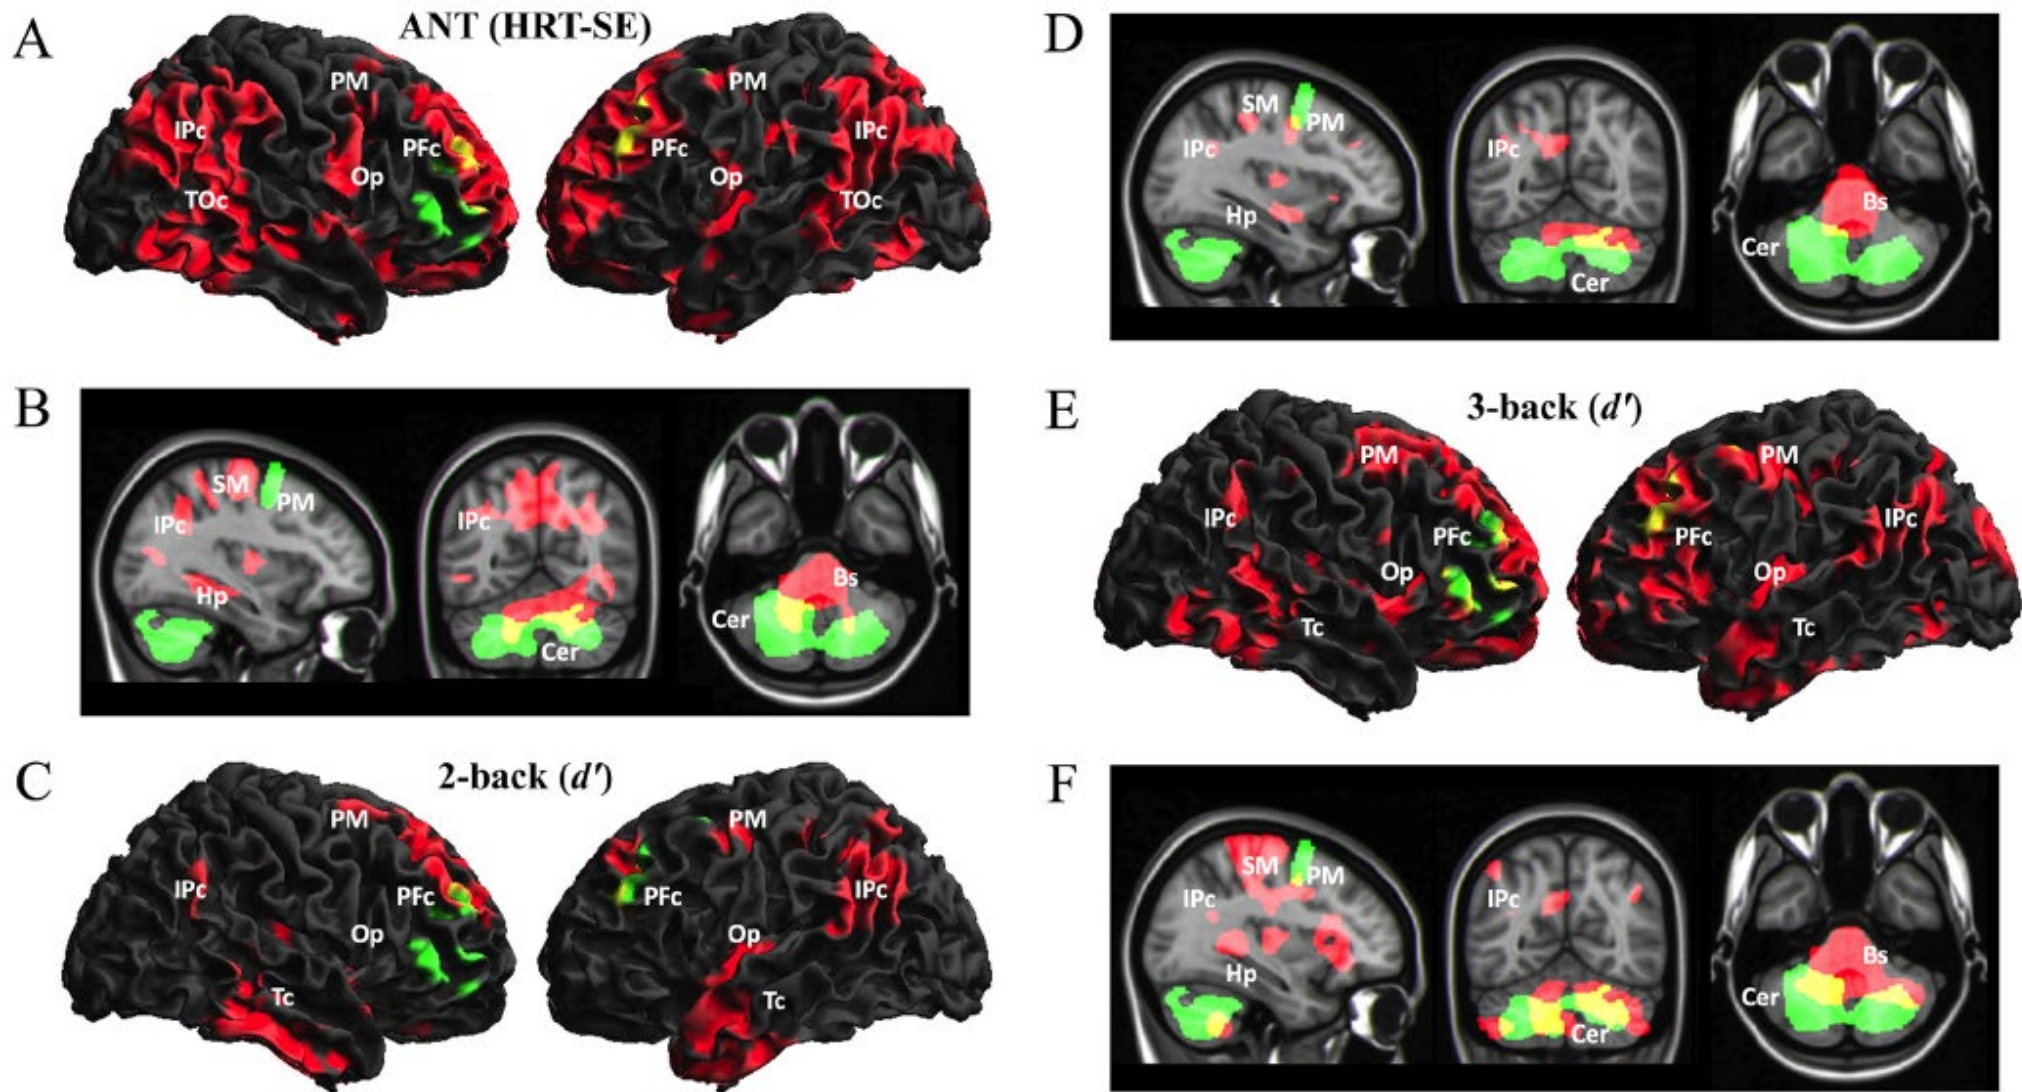 A
ANT (HRT-SE)
PM PM
IPc PFc PFc IPc
Op Op
TOc TOc
B
SM PM
IPc IPc
Hp Cer Cer Bs
C
2-back (d')
PM PM
IPc PFc PFc IPc
Op Op
Tc Tc
D
SM PM
IPc IPc
Hp Cer Cer Bs
E
3-back (d')
PM PM
IPc PFc PFc IPc
Op Op
Tc Tc
F
SM PM
IPc IPc
Hp Cer Cer Bs